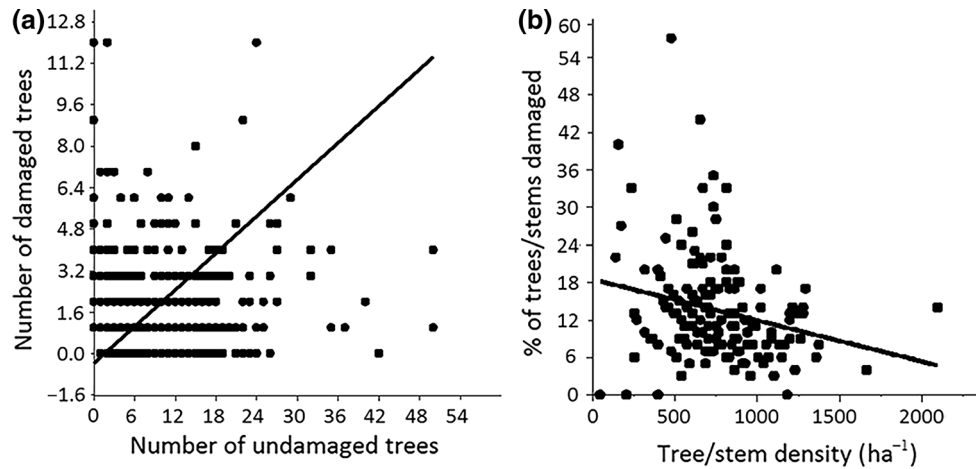 (a)
12.8
11.2
9.6
8.0
6.4
4.8
3.2
1.6
0.0
−1.6
Number of damaged trees
0 6 12 18 24 30 36 42 48 54
Number of undamaged trees
(b)
60
54
48
42
36
30
24
18
12
6
0
% of trees/stems damaged
0 500 1000 1500 2000
Tree/stem density (ha⁻¹)